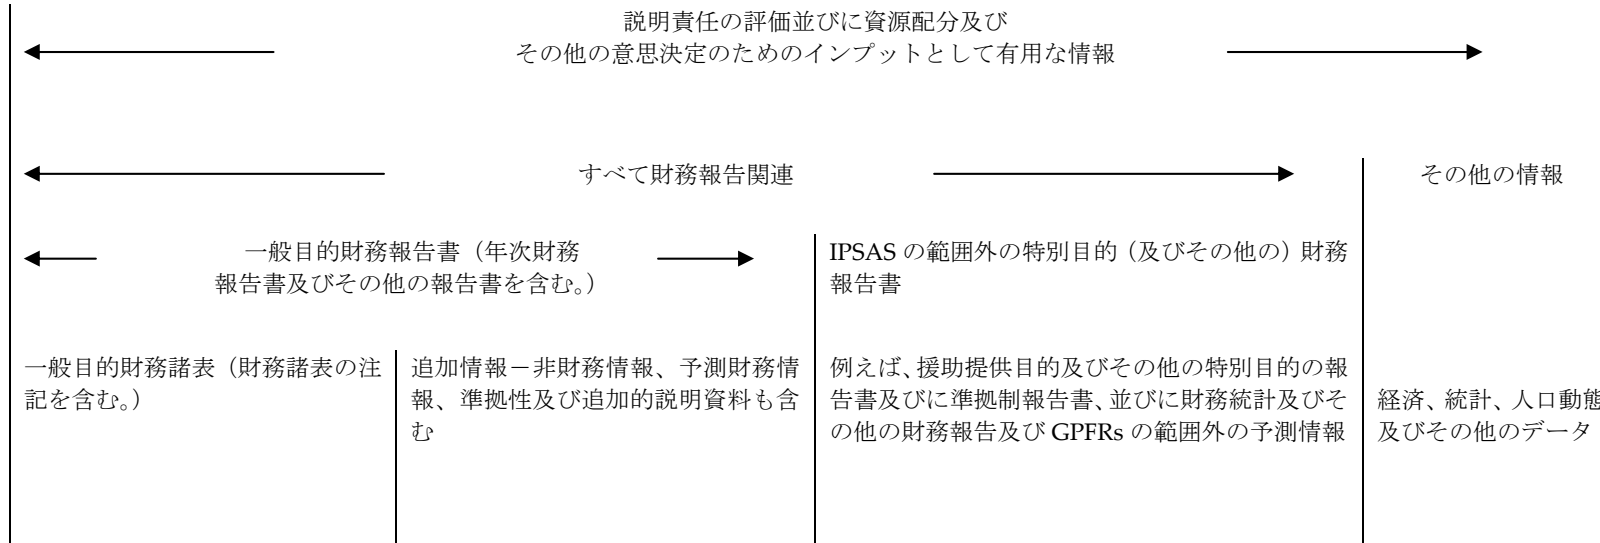 説明責任の評価並びに資源配分及び
その他の意思決定のためのインプットとして有用な情報
すべて財務報告関連
その他の情報
一般目的財務報告書（年次財務
報告書及びその他の報告書を含む。）
IPSAS の範囲外の特別目的（及びその他の）財務
報告書
一般目的財務諸表（財務諸表の注
記を含む。）
追加情報－非財務情報、予測財務情
報、準拠性及び追加的説明資料も含
む
例えば、援助提供目的及びその他の特別目的の報
告書及びに準拠制報告書、並びに財務統計及びそ
の他の財務報告及び GPFRs の範囲外の予測情報
経済、統計、人口動態
及びその他のデータ